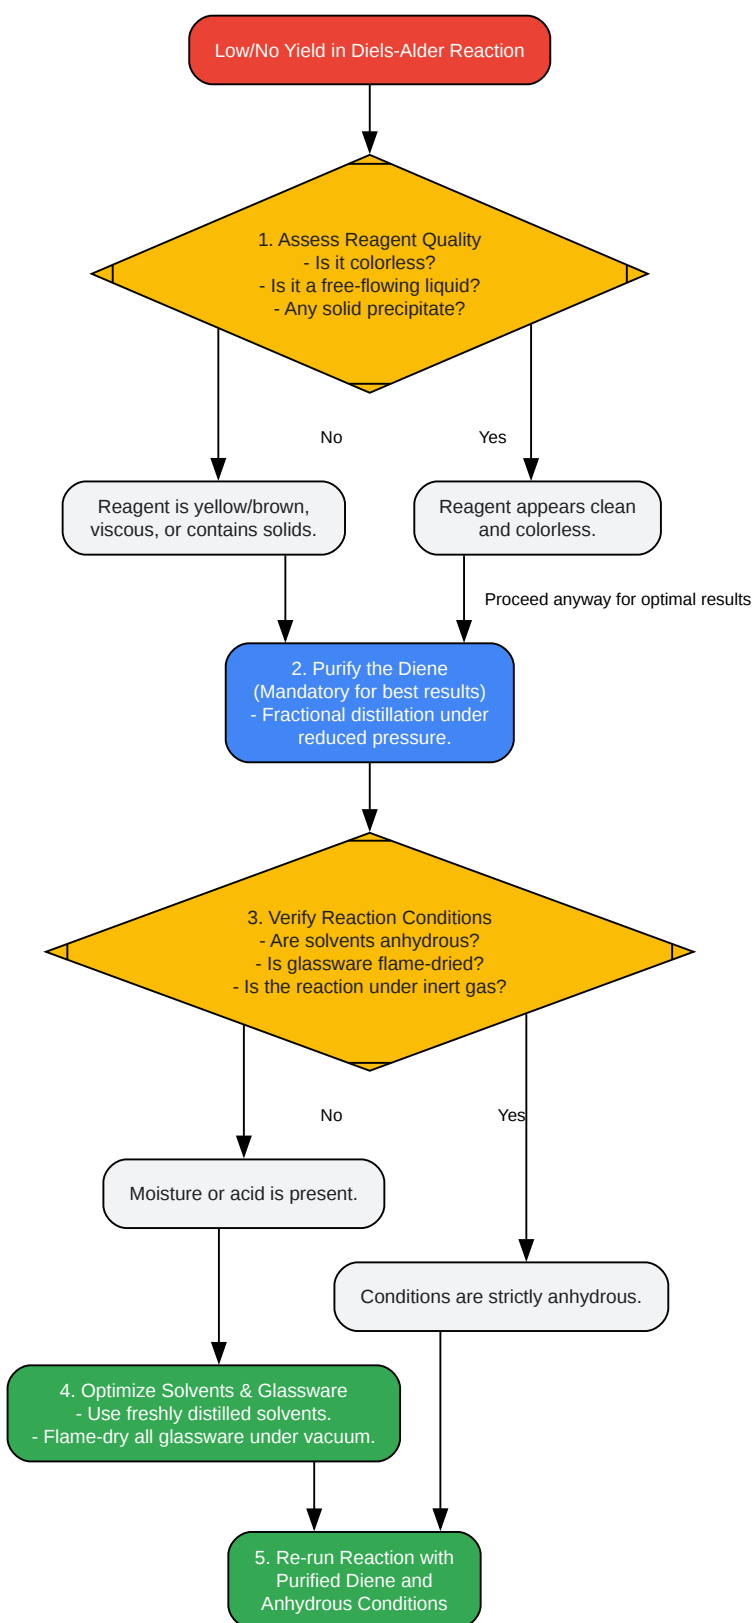 Low/No Yield in Diels-Alder Reaction
1. Assess Reagent Quality
- Is it colorless?
- Is it a free-flowing liquid?
- Any solid precipitate?
No
Yes
Reagent is yellow/brown,
viscous, or contains solids.
Reagent appears clean
and colorless.
Proceed anyway for optimal results
2. Purify the Diene
(Mandatory for best results)
- Fractional distillation under
reduced pressure.
3. Verify Reaction Conditions
- Are solvents anhydrous?
- Is glassware flame-dried?
- Is the reaction under inert gas?
No
Yes
Moisture or acid is present.
Conditions are strictly anhydrous.
4. Optimize Solvents & Glassware
- Use freshly distilled solvents.
- Flame-dry all glassware under vacuum.
5. Re-run Reaction with
Purified Diene and
Anhydrous Conditions